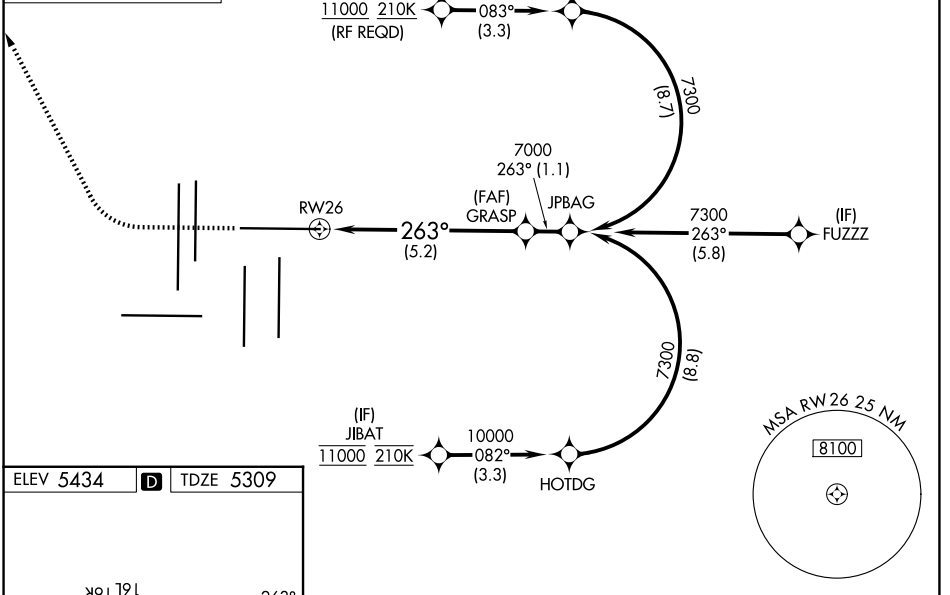 11000 210K
(RF REQD)
083°
(3.3)
7300
(8.7)
7000
263° (1.1)
(FAF)
GRASP
JPBAG
RW26
263°
(5.2)
7300
263°
(5.8)
(IF)
FUZZZ
7300
(8.8)
(IF)
JIBAT
11000 210K
10000
082°
(3.3)
HOTDG
MSA RW26 25 NM
8100
ELEV 5434 D TDZE 5309